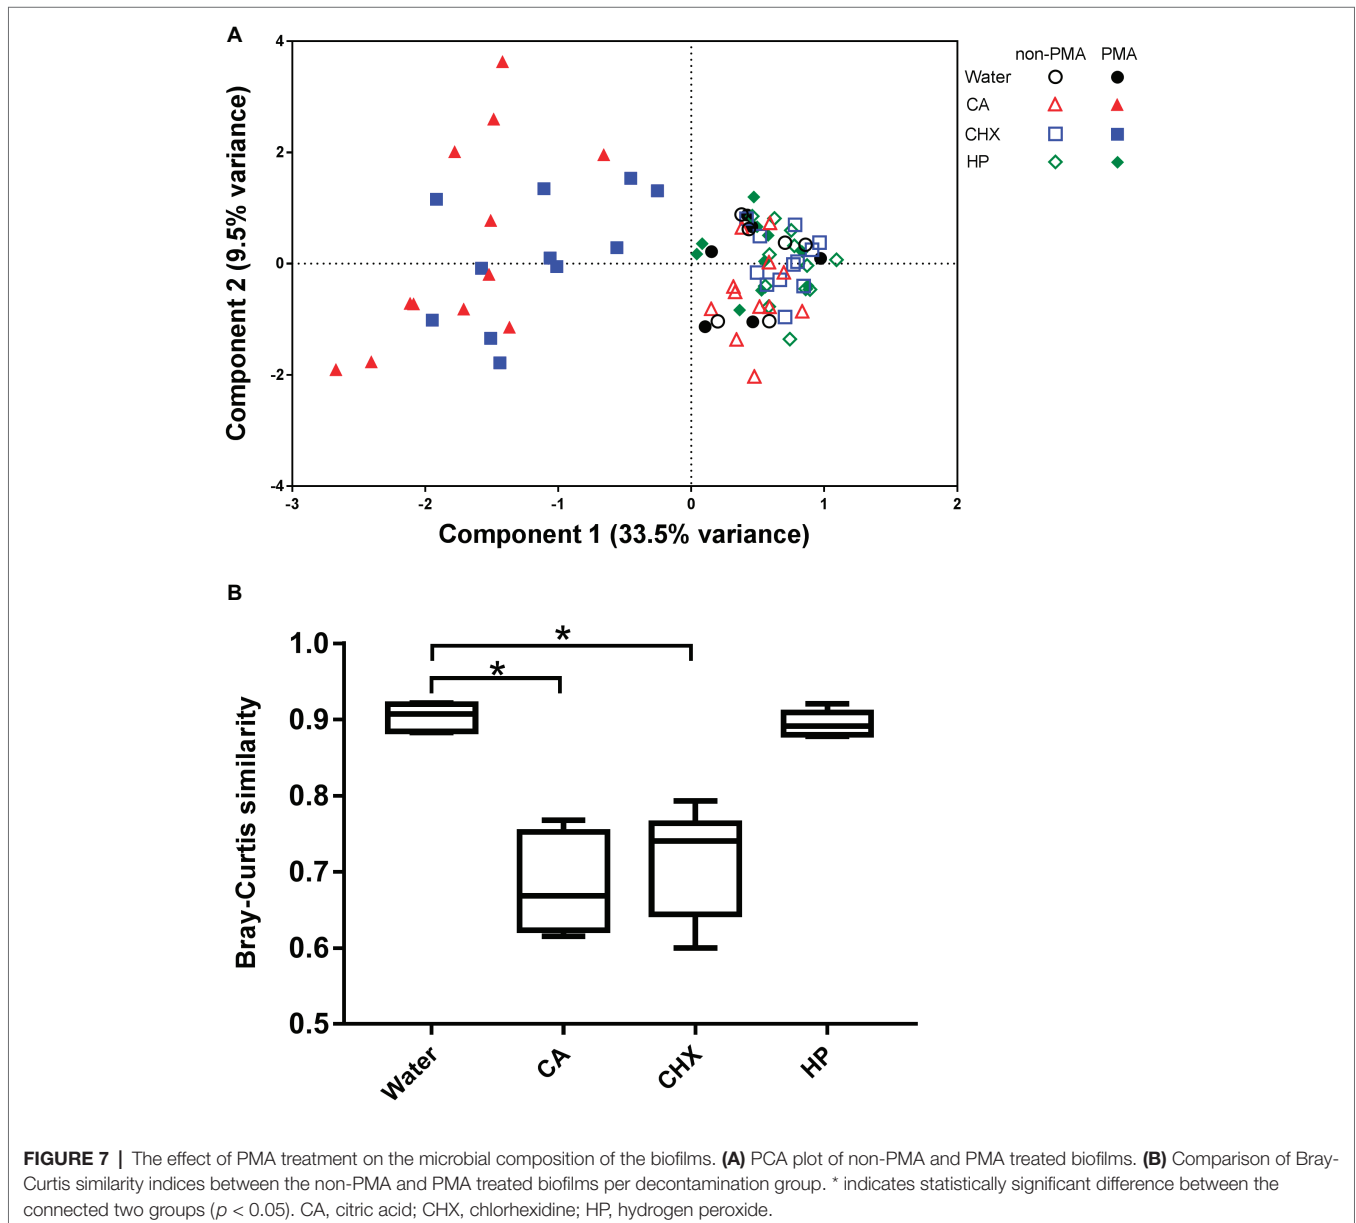 A
non-PMA PMA
Water
CA
CHX
HP
4
2
0
-2
-4
-3 -2 -1 0 1 2
Component 2 (9.5% variance)
Component 1 (33.5% variance)
B
1.0
0.9
0.8
0.7
0.6
0.5
Bray-Curtis similarity
*
*
Water CA CHX HP
FIGURE 7 | The effect of PMA treatment on the microbial composition of the biofilms. (A) PCA plot of non-PMA and PMA treated biofilms. (B) Comparison of Bray-
Curtis similarity indices between the non-PMA and PMA treated biofilms per decontamination group. * indicates statistically significant difference between the
connected two groups (p < 0.05). CA, citric acid; CHX, chlorhexidine; HP, hydrogen peroxide.